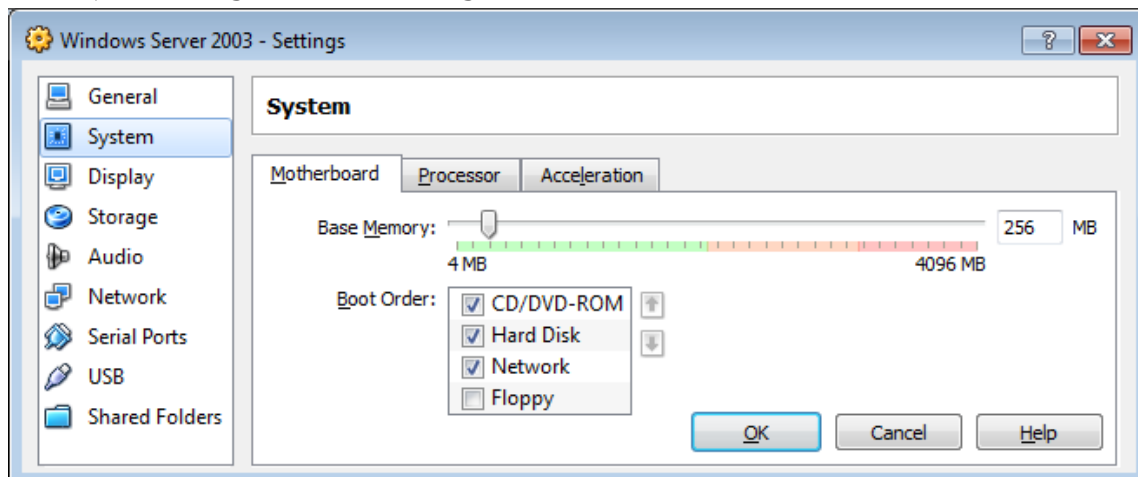 Windows Server 2003 - Settings
General
System
Display
Storage
Audio
Network
Serial Ports
USB
Shared Folders
System
Motherboard Processor Acceleration
Base Memory: 256 MB
4 MB 4096 MB
Boot Order: CD/DVD-ROM
Hard Disk
Network
Floppy
OK Cancel Help